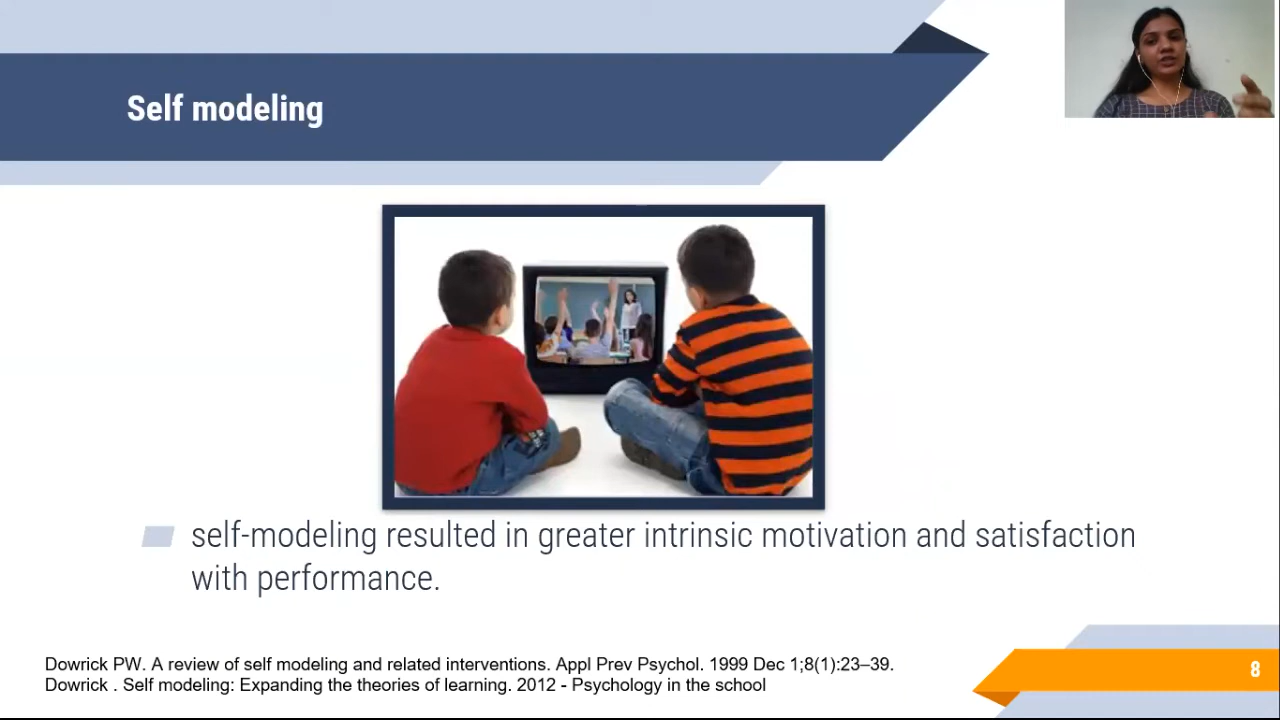 Self modeling
self-modeling resulted in greater intrinsic motivation and satisfaction
with performance.
Dowrick PW. A review of self modeling and related interventions. Appl Prev Psychol. 1999 Dec 1;8(1):23–39.
Dowrick . Self modeling: Expanding the theories of learning. 2012 - Psychology in the school
8